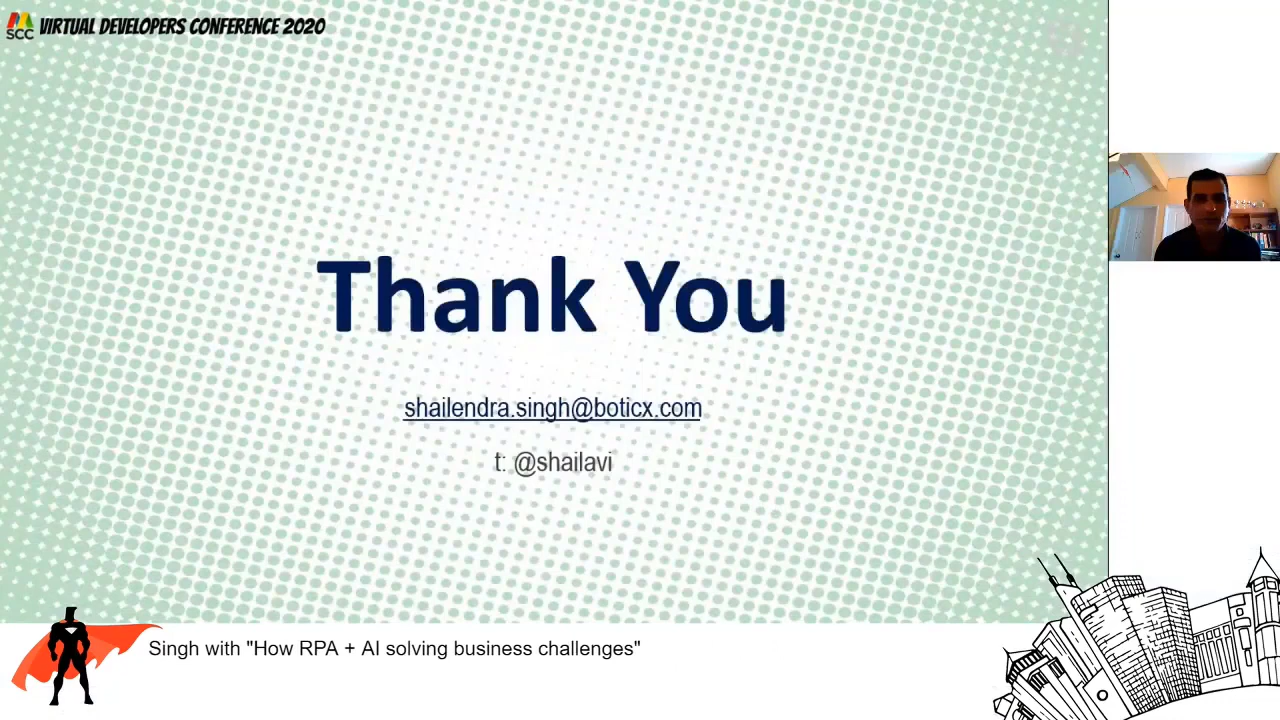 SCC VIRTUAL DEVELOPERS CONFERENCE 2020
Thank You
shailendra.singh@boticx.com
t: @shailavi
Singh with "How RPA + AI solving business challenges"